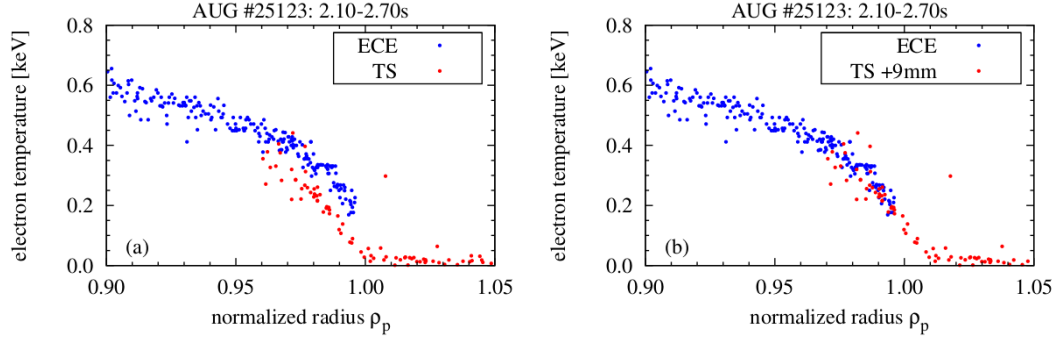 AUG #25123: 2.10-2.70s
electron temperature [keV]
0.8
0.6
0.4
0.2
0.0
ECE
TS
(a)
0.90
0.95
1.00
1.05
normalized radius ρp
AUG #25123: 2.10-2.70s
electron temperature [keV]
0.8
0.6
0.4
0.2
0.0
ECE
TS +9mm
(b)
0.90
0.95
1.00
1.05
normalized radius ρp